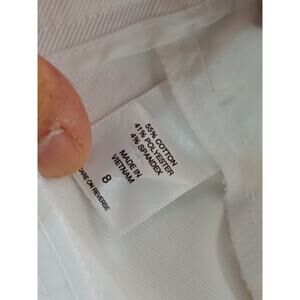 55% COTTON
41% POLYESTER
4% SPANDEX
MADE IN
VIETNAM
8
CARE ON REVERSE